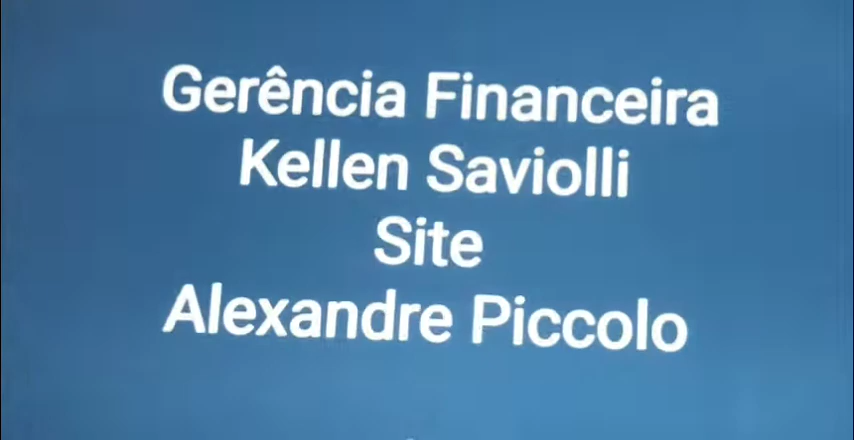 Gerência Financeira
Kellen Saviolli
Site
Alexandre Piccolo